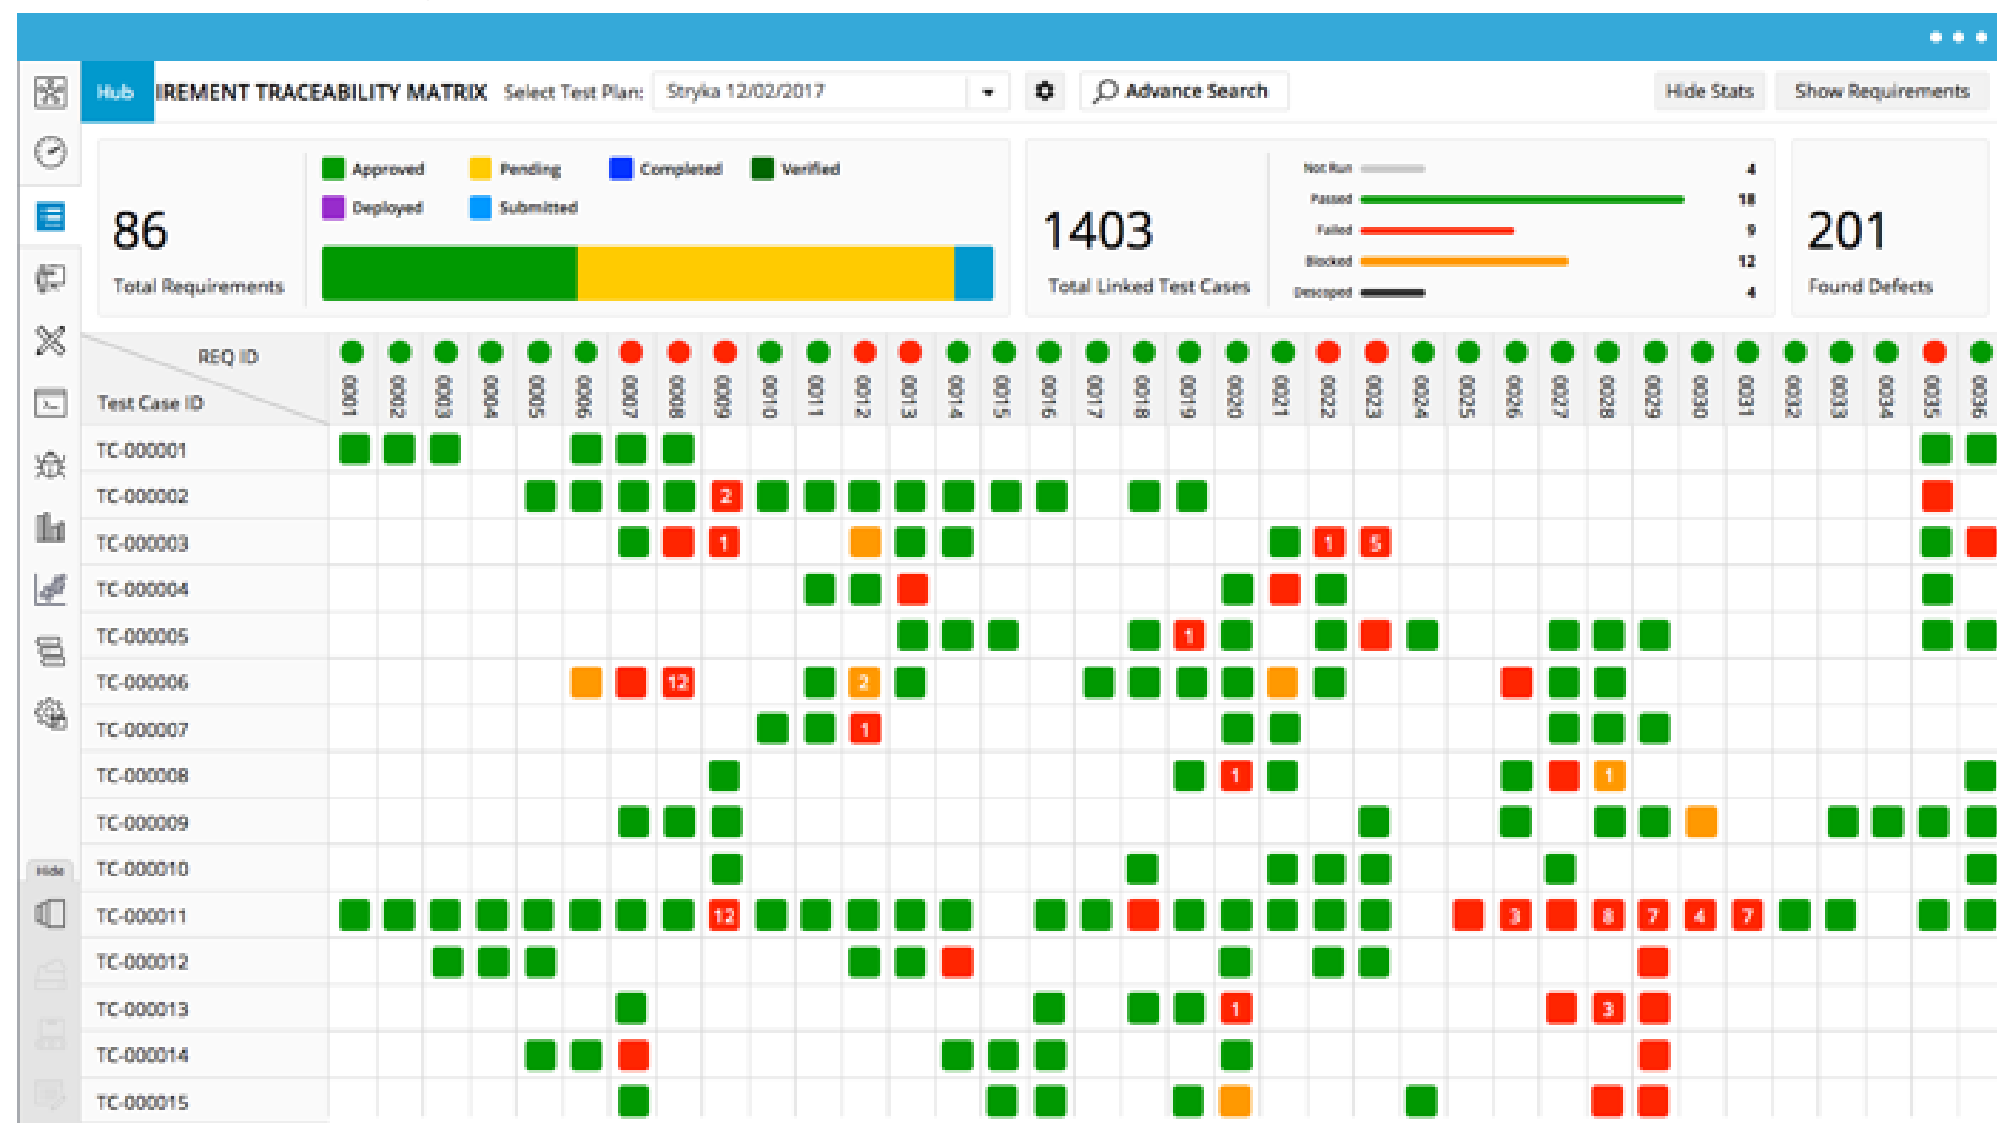 Hub IREMENT TRACEABILITY MATRIX Select Test Plan: Stryka 12/02/2017 Advance Search Hide Stats Show Requirements
86
Total Requirements
Approved Pending Completed Verified
Deployed Submitted
1403
Total Linked Test Cases
Not Run 4
Passed 18
Failed 9
Blocked 12
Descoped 4
201
Found Defects
REQ ID
Test Case ID
0001 0002 0003 0004 0005 0006 0007 0008 0009 0010 0011 0012 0013 0014 0015 0016 0017 0018 0019 0020 0021 0022 0023 0024 0025 0026 0027 0028 0029 0030 0031 0032 0033 0034 0035 0036
TC-000001
TC-000002 2
TC-000003 1 1 5
TC-000004
TC-000005 1
TC-000006 12 2
TC-000007 1
TC-000008 1 1
TC-000009
TC-000010
TC-000011 12 3 8 7 4 7
TC-000012
TC-000013 1 3
TC-000014
TC-000015
Hide